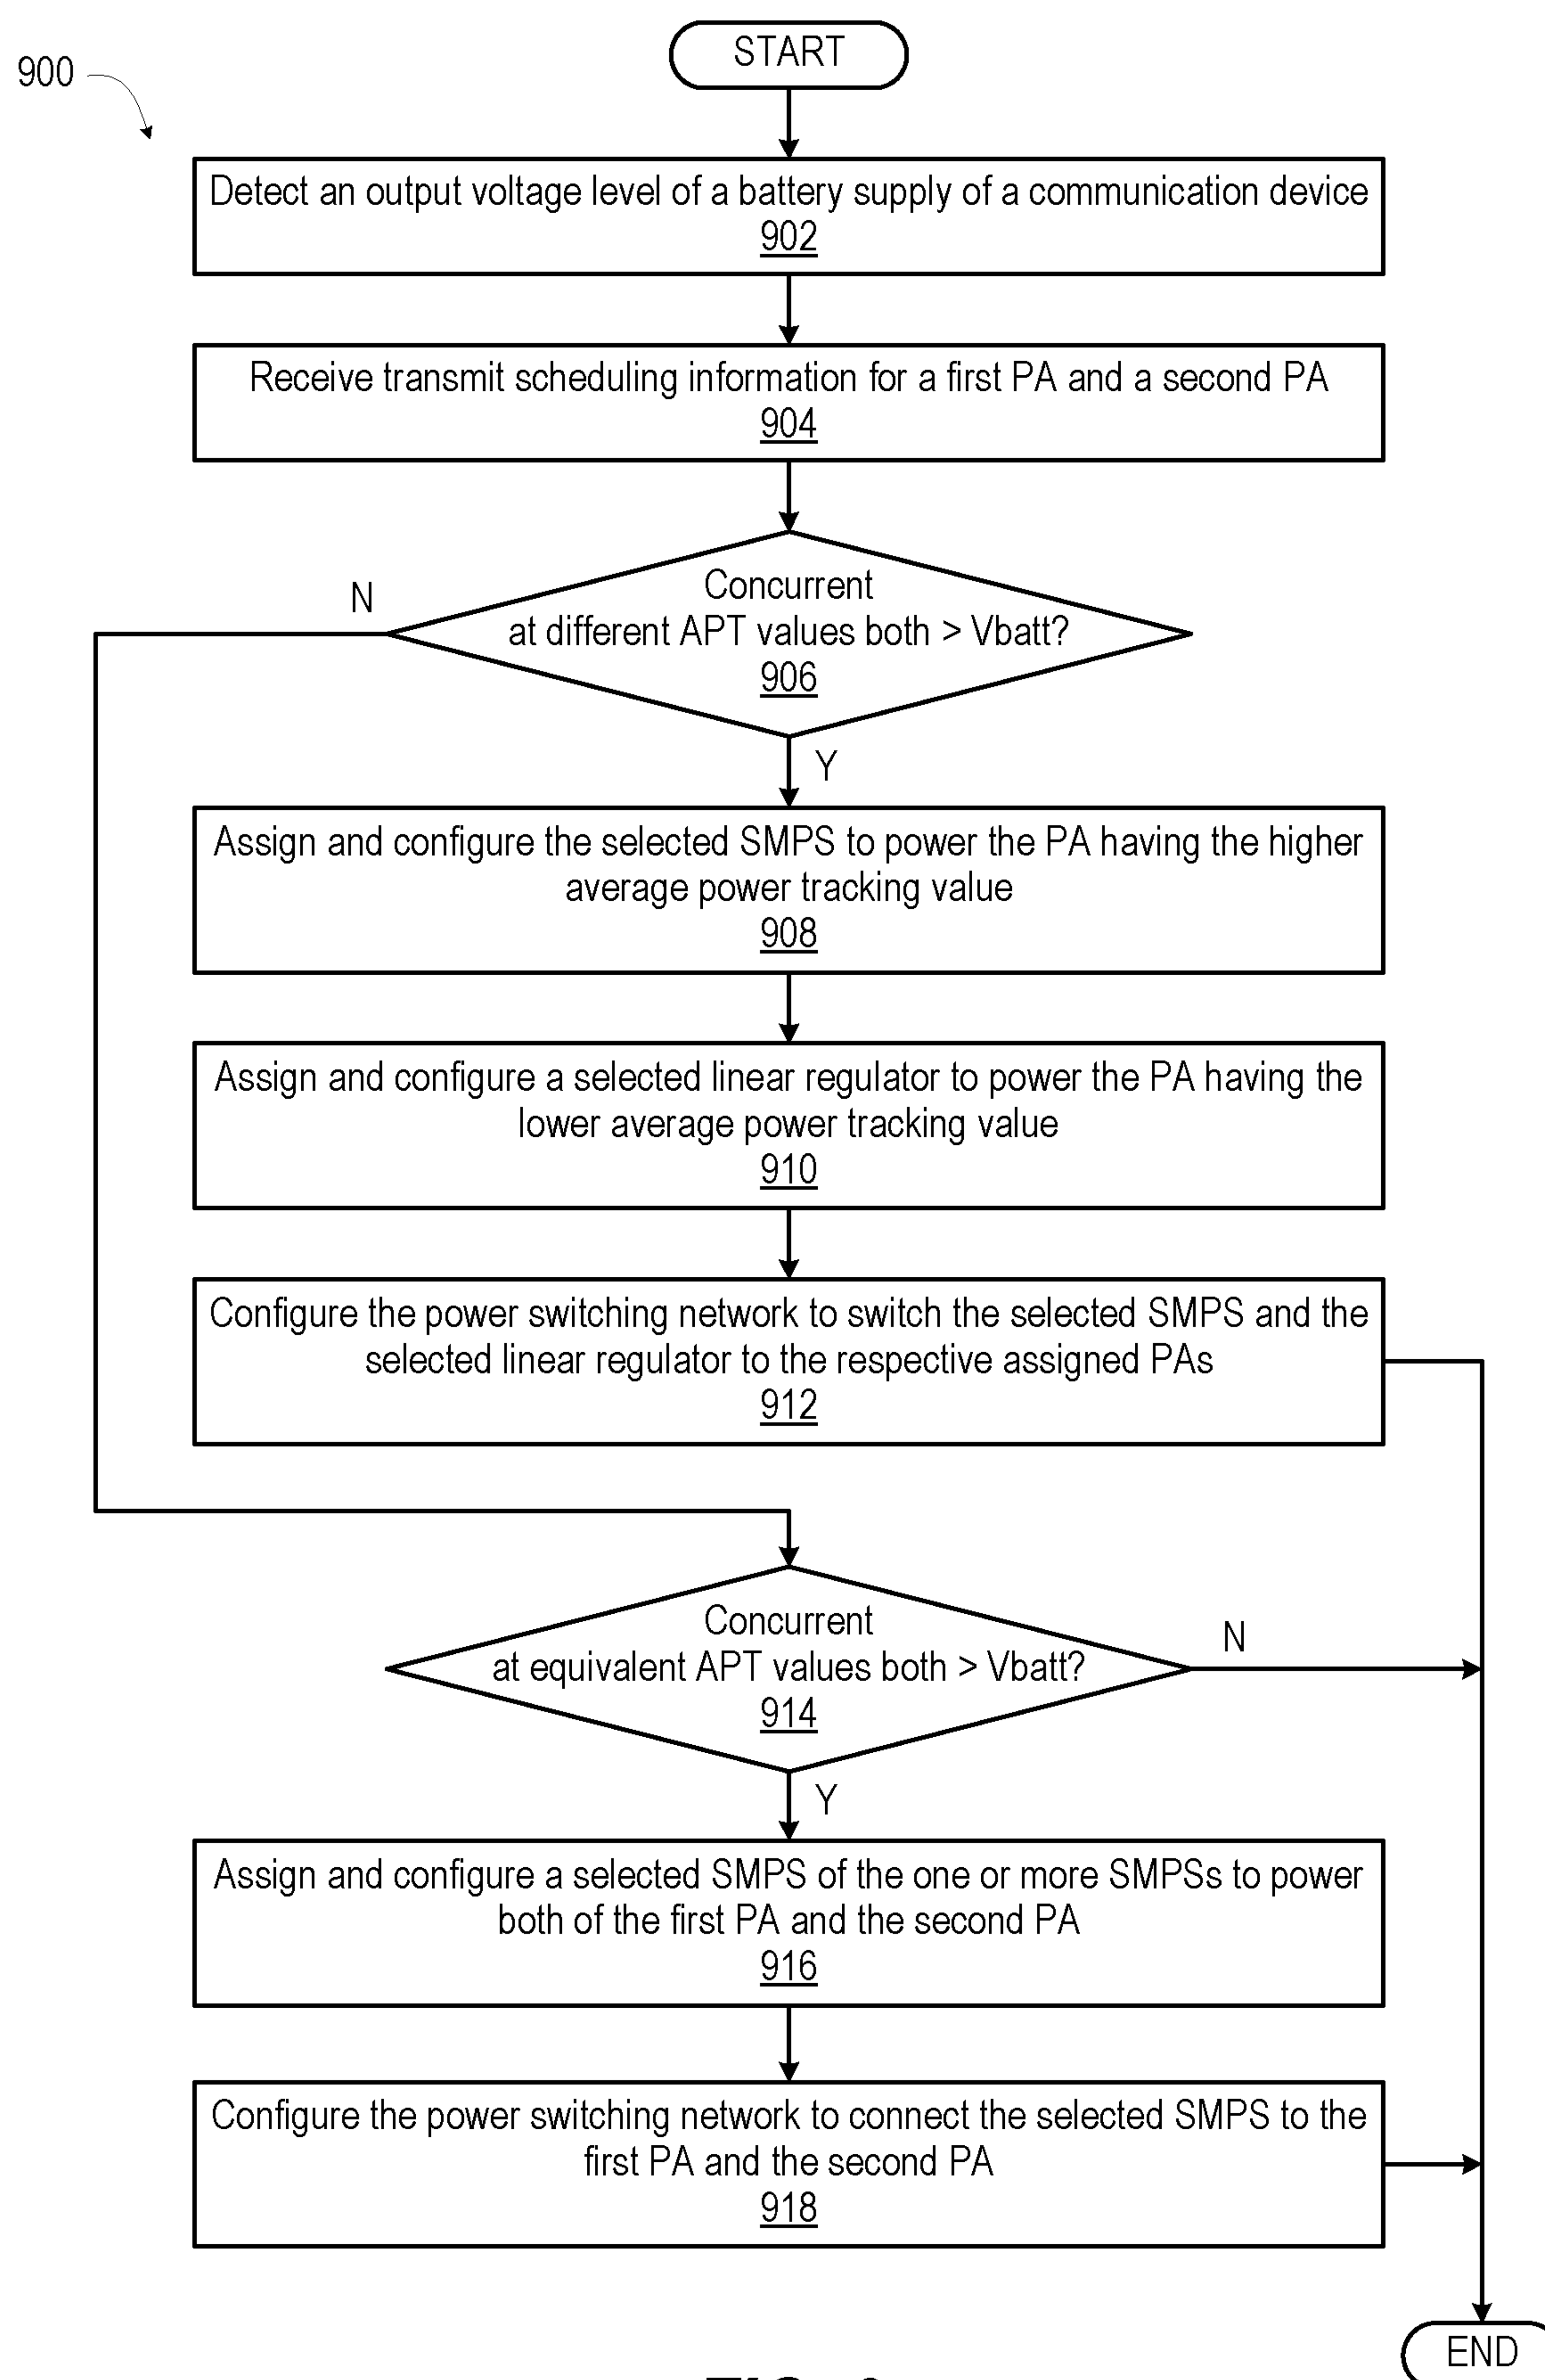 START
900
Detect an output voltage level of a battery supply of a communication device
902
Receive transmit scheduling information for a first PA and a second PA
904
N
Concurrent
at different APT values both > Vbatt?
906
Y
Assign and configure the selected SMPS to power the PA having the higher
average power tracking value
908
Assign and configure a selected linear regulator to power the PA having the
lower average power tracking value
910
Configure the power switching network to switch the selected SMPS and the
selected linear regulator to the respective assigned PAs
912
Concurrent
at equivalent APT values both > Vbatt?
914
N
Y
Assign and configure a selected SMPS of the one or more SMPSs to power
both of the first PA and the second PA
916
Configure the power switching network to connect the selected SMPS to the
first PA and the second PA
918
END